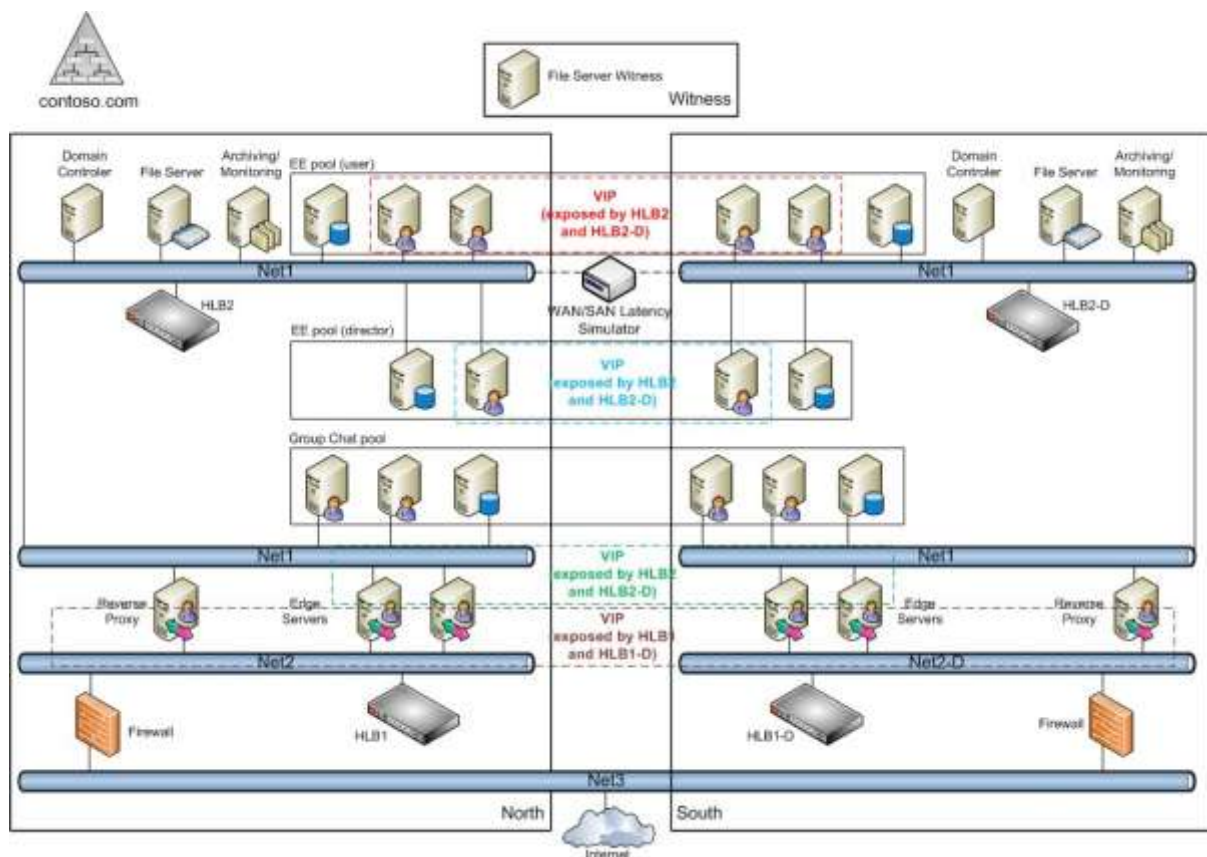 contoso.com
File Server Witness
Witness
Domain
Controler
File Server
Archiving/
Monitoring
EE pool (user)
VIP
(exposed by HLB2
and HLB2-D)
Domain
Controler
File Server
Archiving/
Monitoring
Net1
Net1
HLB2
WAN/SAN Latency
Simulator
HLB2-D
EE pool (director)
VIP
(exposed by HLB2
and HLB2-D)
Group Chat pool
Net1
VIP
(exposed by HLB2
and HLB2-D)
Net1
Reverse
Proxy
Edge
Servers
VIP
(exposed by HLB1
and HLB1-D)
Edge
Servers
Reverse
Proxy
Net2
Net2-D
Firewall
HLB1
HLB1-D
Firewall
Net3
North
South
Internet